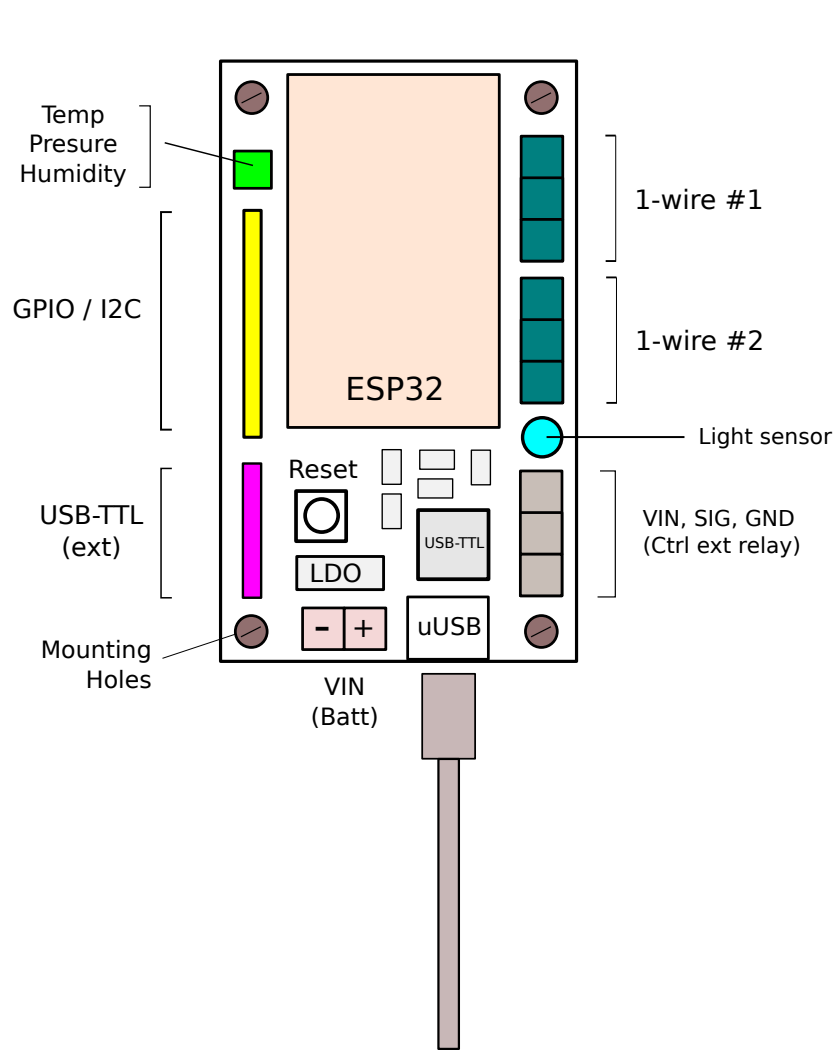 Temp
Presure
Humidity
1-wire #1
GPIO / I2C
1-wire #2
ESP32
Light sensor
Reset
USB-TTL
(ext)
VIN, SIG, GND
(Ctrl ext relay)
USB-TTL
LDO
- +
uUSB
Mounting
Holes
VIN
(Batt)